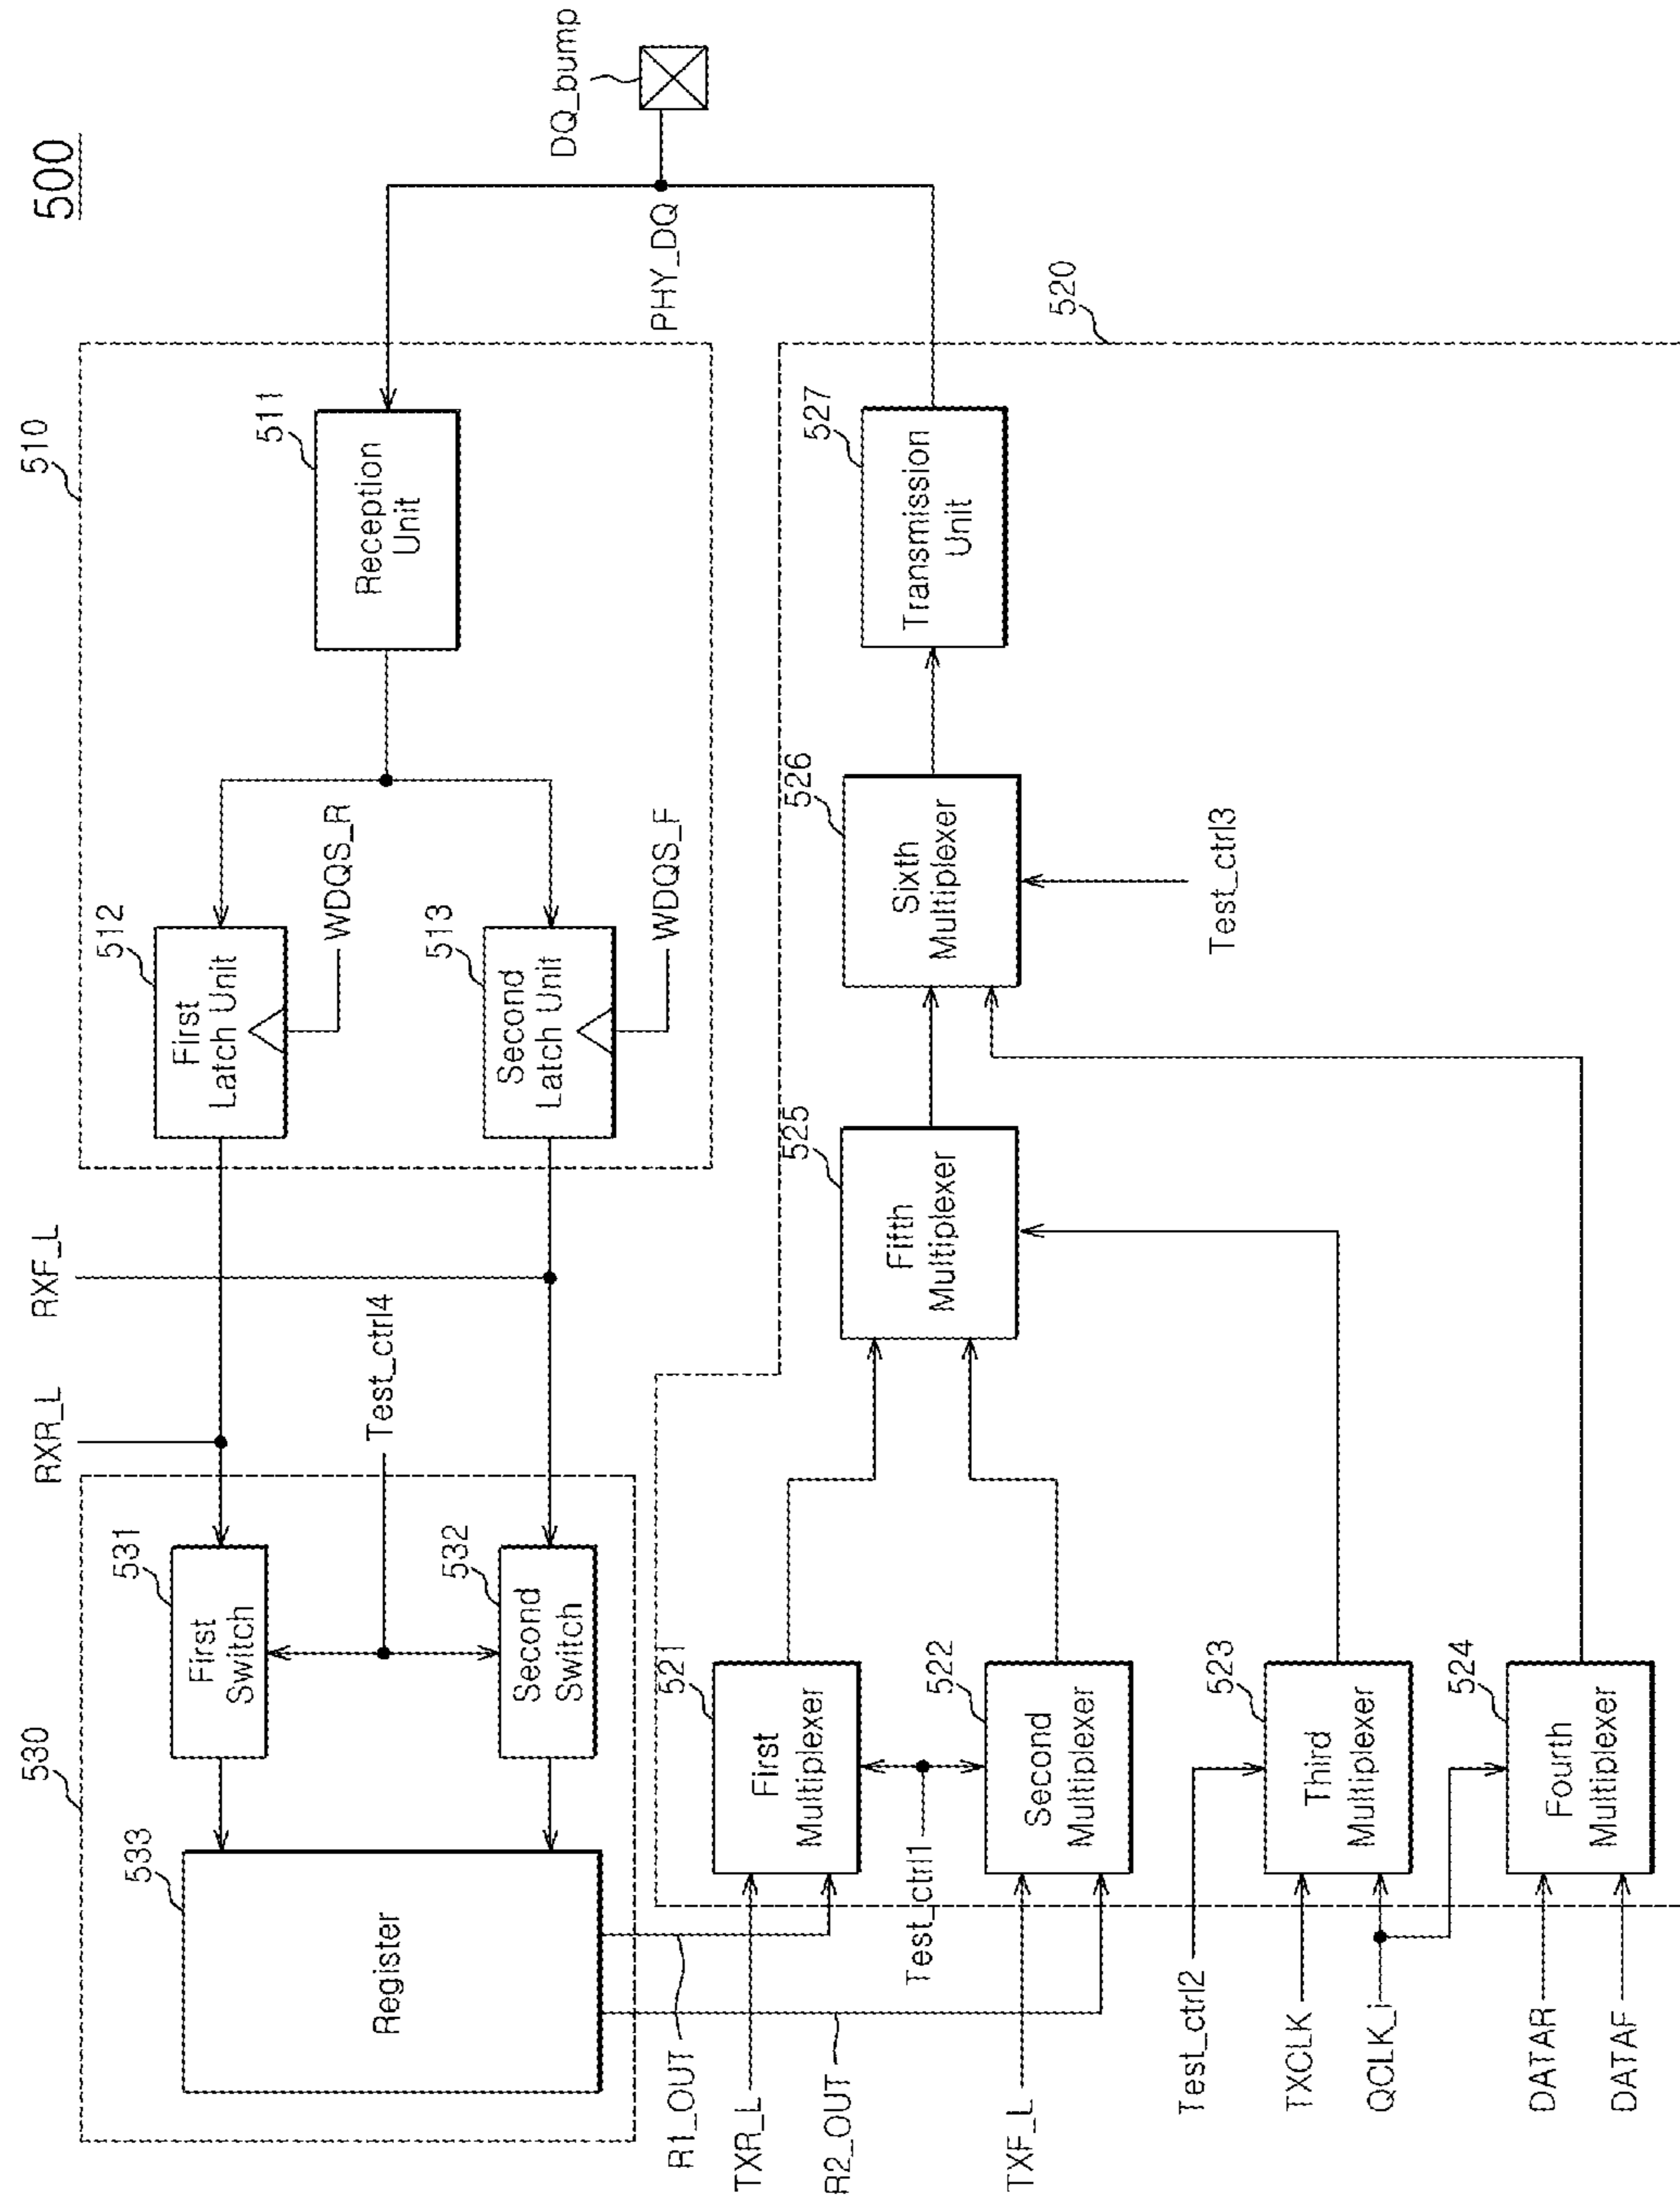 500
530
533
Register
531
First
Switch
532
Second
Switch
RXR_L
RXF_L
Test_ctrl4
510
512
First
Latch Unit
WDQS_R
513
Second
Latch Unit
WDQS_F
511
Reception
Unit
DQ_bump
PHY_DQ
520
R1_OUT
TXR_L
R2_OUT
TXF_L
Test_ctrl1
521
First
Multiplexer
522
Second
Multiplexer
Test_ctrl2
TXCLK
QCLK_i
523
Third
Multiplexer
DATAR
DATAF
524
Fourth
Multiplexer
525
Fifth
Multiplexer
526
Sixth
Multiplexer
Test_ctrl3
527
Transmission
Unit